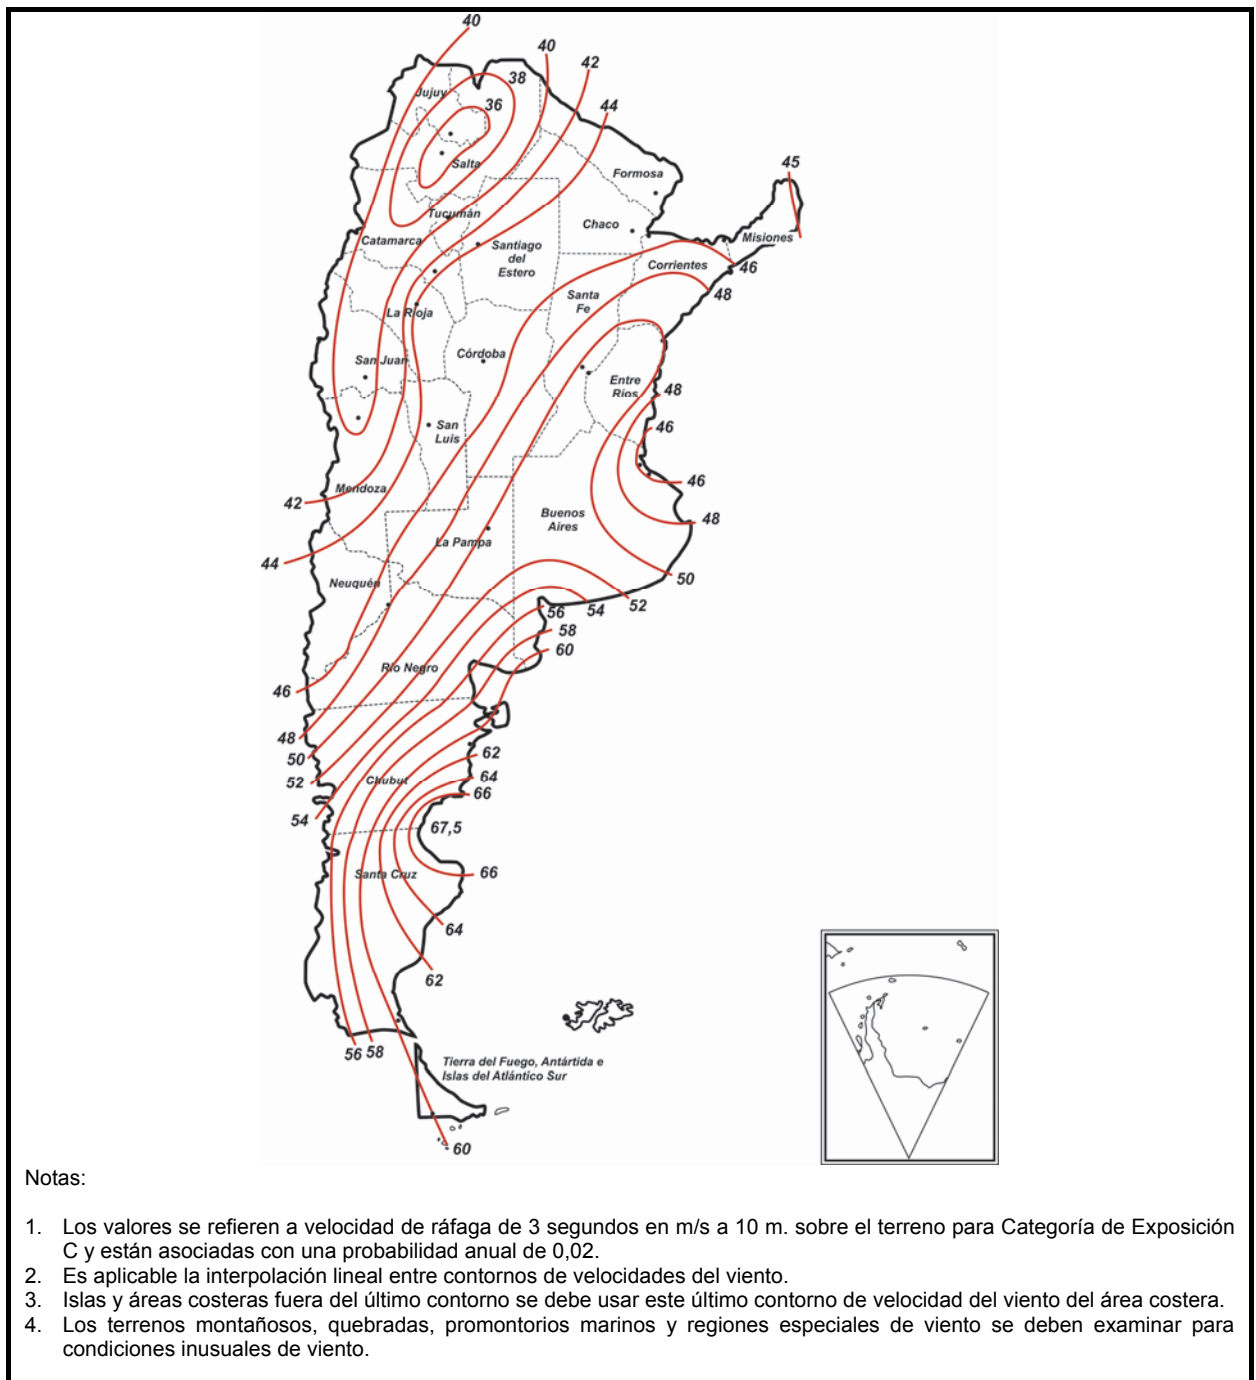 40
40
42
38
Jujuy
36
44
Salta
Formosa
45
Tucumán
Chaco
Catamarca
Santiago
del
Estero
Misiones
Corrientes
46
Santa
Fe
48
La Rioja
San Juan
Córdoba
Entre
Ríos
48
San
Luis
46
Mendoza
46
42
Buenos
Aires
48
La Pampa
44
Neuquén
50
56
54
52
58
60
Río Negro
46
48
50
62
52
Chubut
64
66
54
67,5
Santa Cruz
66
64
62
56
58
Tierra del Fuego, Antártida e
Islas del Atlántico Sur
60
Notas:
1. Los valores se refieren a velocidad de ráfaga de 3 segundos en m/s a 10 m. sobre el terreno para Categoría de Exposición
C y están asociadas con una probabilidad anual de 0,02.
2. Es aplicable la interpolación lineal entre contornos de velocidades del viento.
3. Islas y áreas costeras fuera del último contorno se debe usar este último contorno de velocidad del viento del área costera.
4. Los terrenos montañosos, quebradas, promontorios marinos y regiones especiales de viento se deben examinar para
condiciones inusuales de viento.